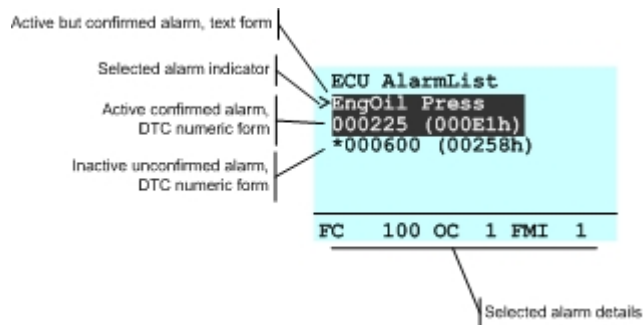 Active but confirmed alarm, text form
Selected alarm indicator
Active confirmed alarm,
DTC numeric form
Inactive unconfirmed alarm,
DTC numeric form
ECU AlarmList
>EngOil Press
000225 (000E1h)
*000600 (00258h)
FC 100 OC 1 FMI 1
Selected alarm details